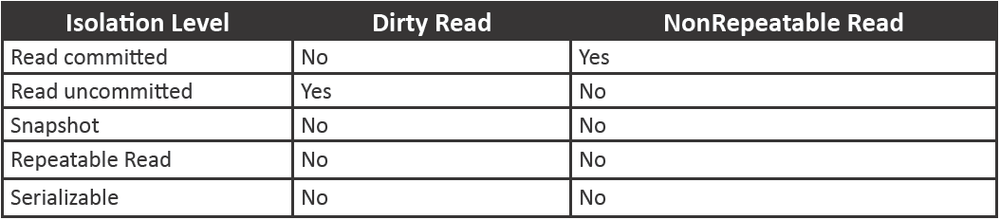 Isolation Level Dirty Read NonRepeatable Read
Read committed No Yes
Read uncommitted Yes No
Snapshot No No
Repeatable Read No No
Serializable No No